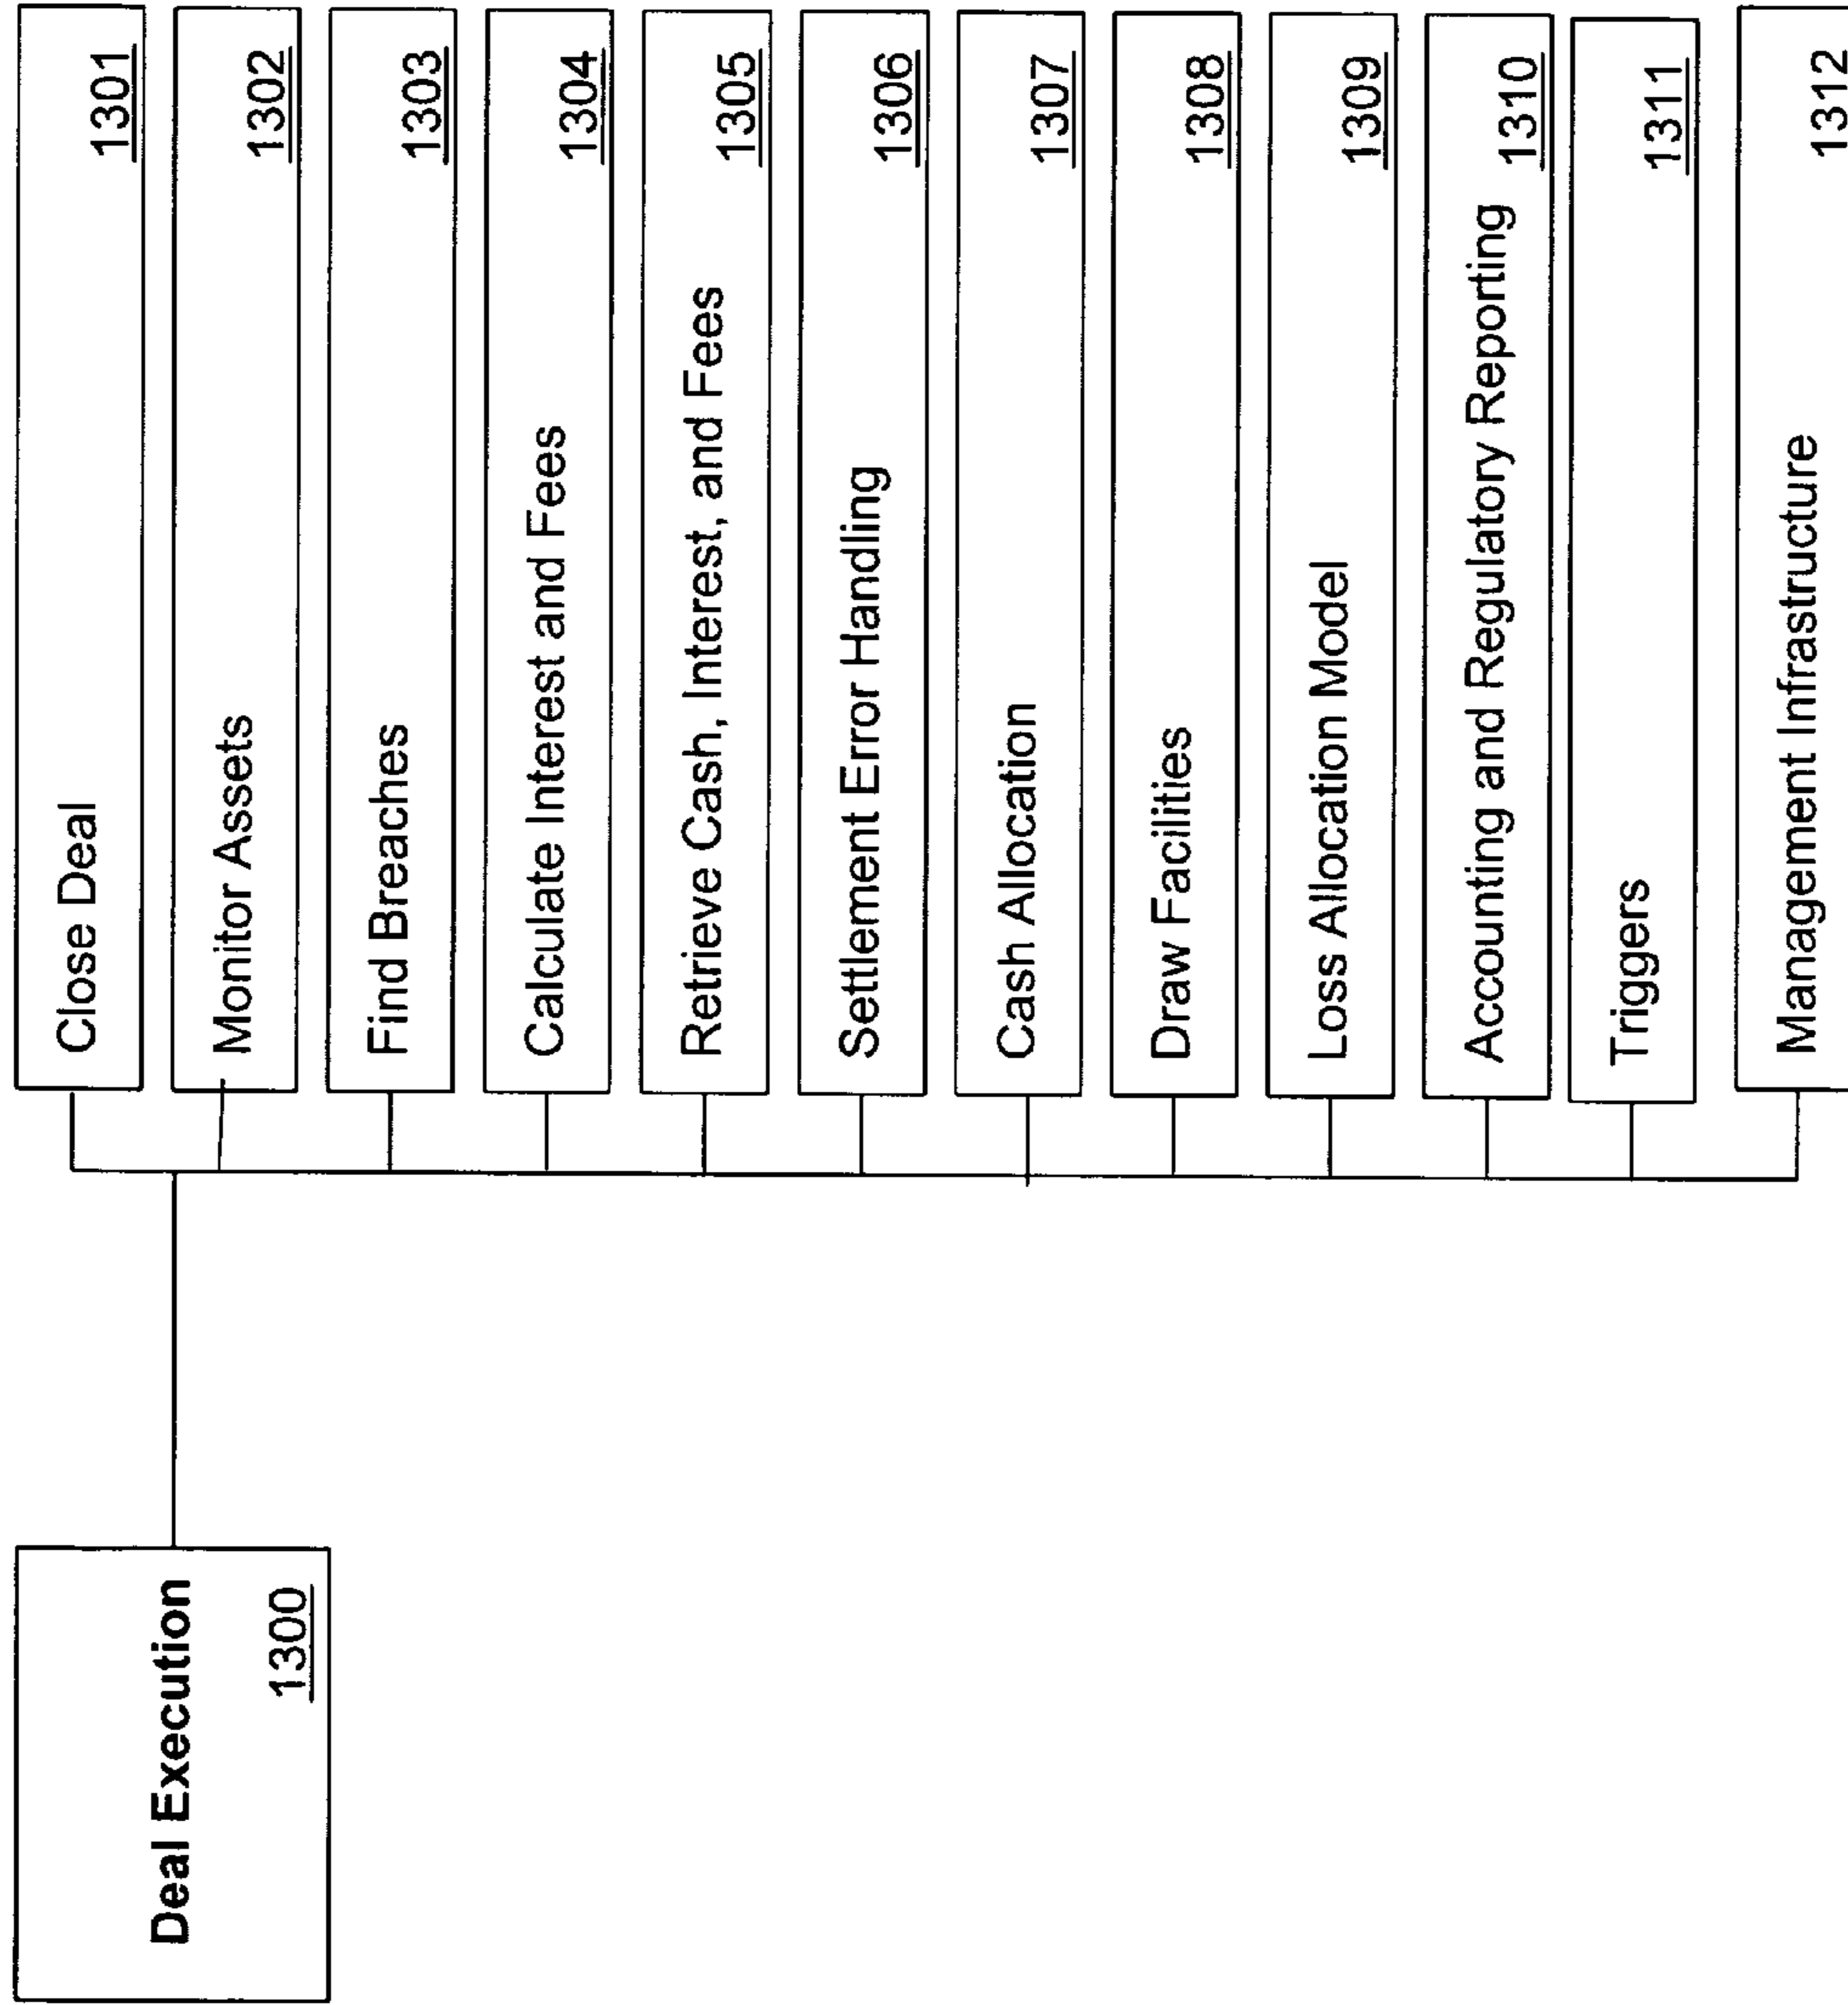 Deal Execution
1300
Close Deal
1301
Monitor Assets
1302
Find Breaches
1303
Calculate Interest and Fees
1304
Retrieve Cash, Interest, and Fees
1305
Settlement Error Handling
1306
Cash Allocation
1307
Draw Facilities
1308
Loss Allocation Model
1309
Accounting and Regulatory Reporting
1310
Triggers
1311
Management Infrastructure
1312